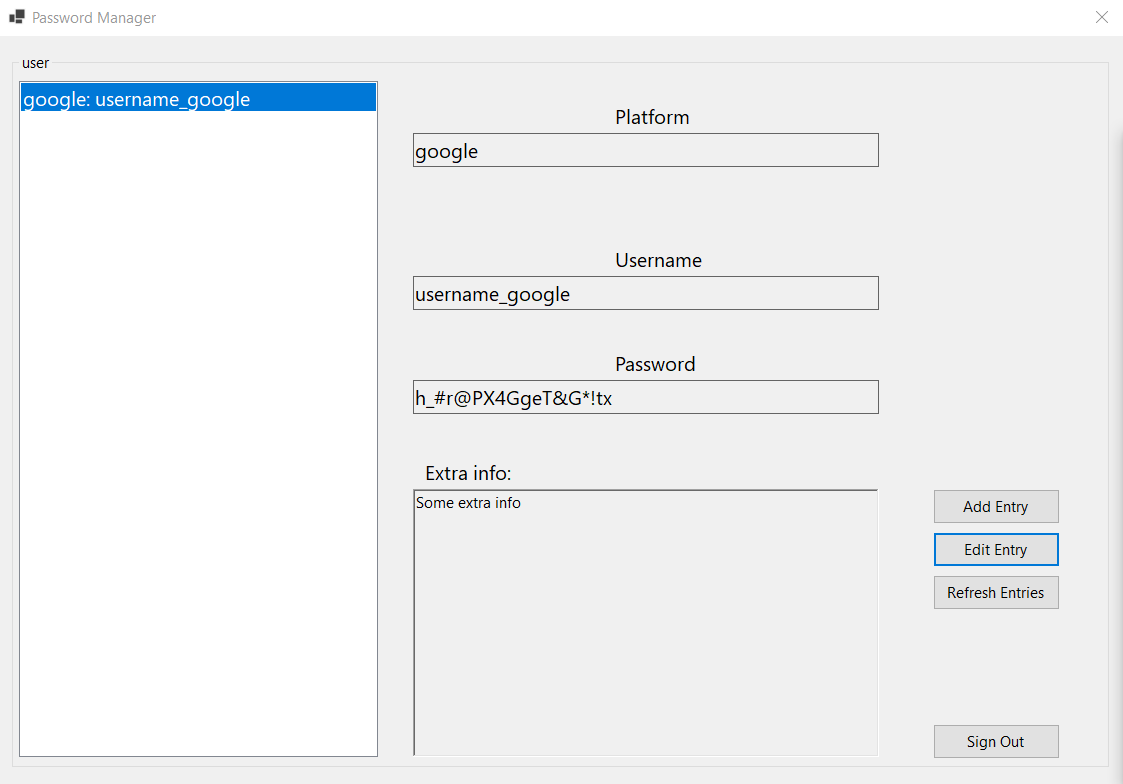 Password Manager
user
google: username_google
Platform
google
Username
username_google
Password
h_#r@PX4GgeT&G*!tx
Extra info:
Some extra info
Add Entry
Edit Entry
Refresh Entries
Sign Out